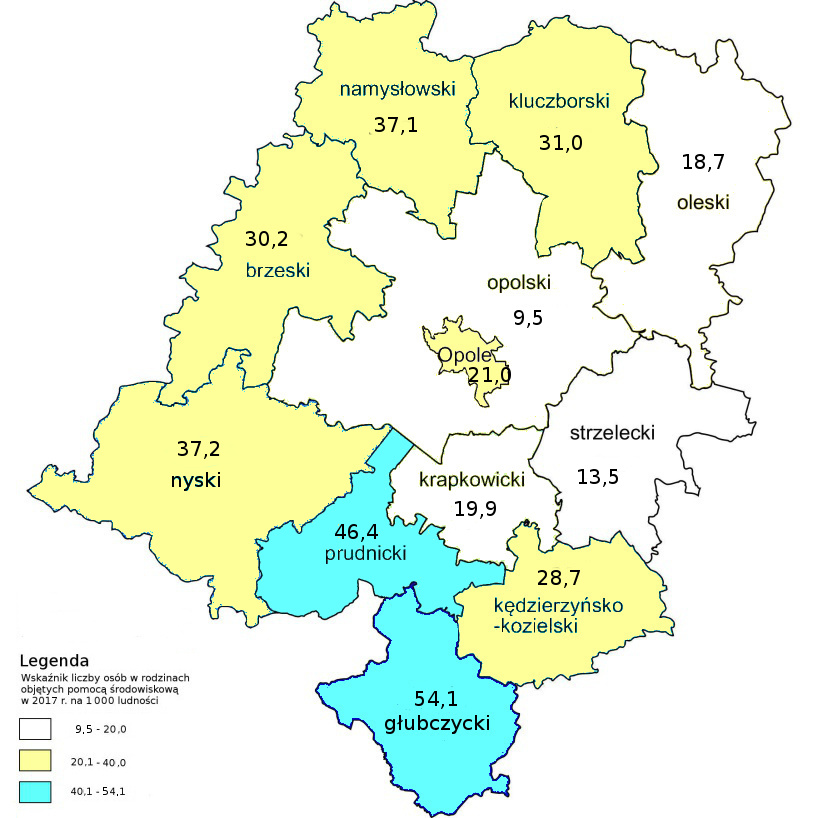 namysłowski
37,1
kluczborski
31,0
18,7
oleski
30,2
brzeski
opolski
9,5
Opole
21,0
37,2
nyski
strzelecki
13,5
krapkowicki
19,9
46,4
prudnicki
28,7
kędzierzyńsko
-kozielski
54,1
głubczycki
Legenda
Wskaźnik liczby osób w rodzinach
objętych pomocą środowiskową
w 2017 r. na 1 000 ludności
9,5 - 20,0
20,1 - 40,0
40,1 - 54,1